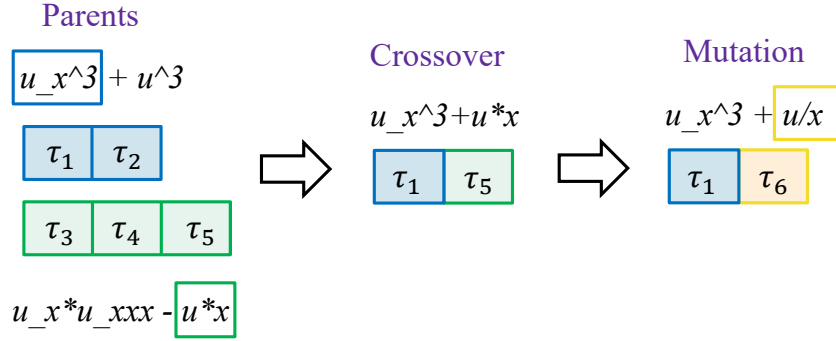 Parents
u_x^3 + u^3
τ1 τ2
τ3 τ4 τ5
u_x*u_xxx - u*x
Crossover
u_x^3+u*x
τ1 τ5
Mutation
u_x^3 + u/x
τ1 τ6